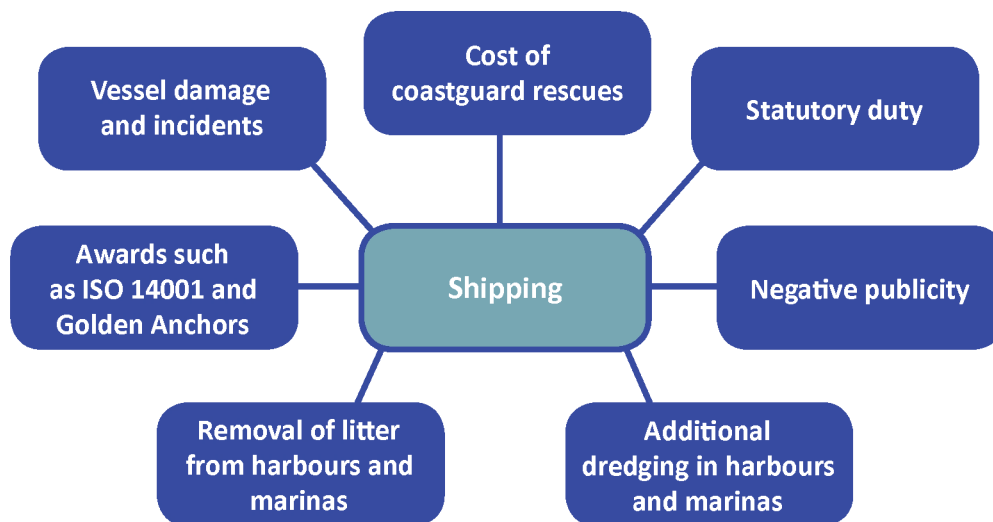 Cost of
coastguard rescues
Vessel damage
and incidents
Statutory duty
Awards such
as ISO 14001 and
Golden Anchors
Shipping
Negative publicity
Removal of litter
from harbours and
marinas
Additional
dredging in harbours
and marinas